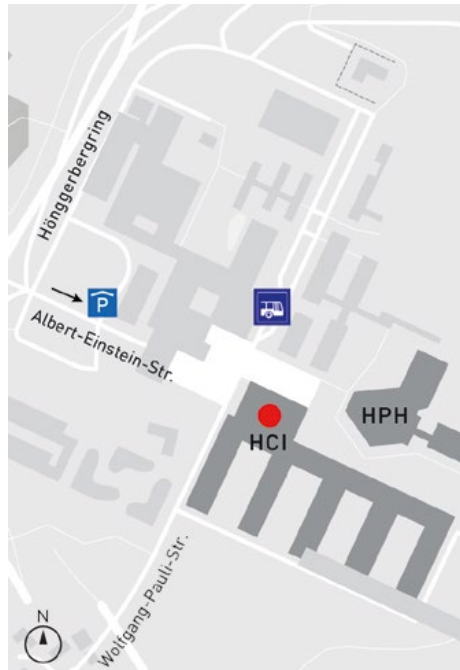 Hönggerbergring
P
Albert-Einstein-Str.
HPH
HCI
Wolfgang-Pauli-Str.
N